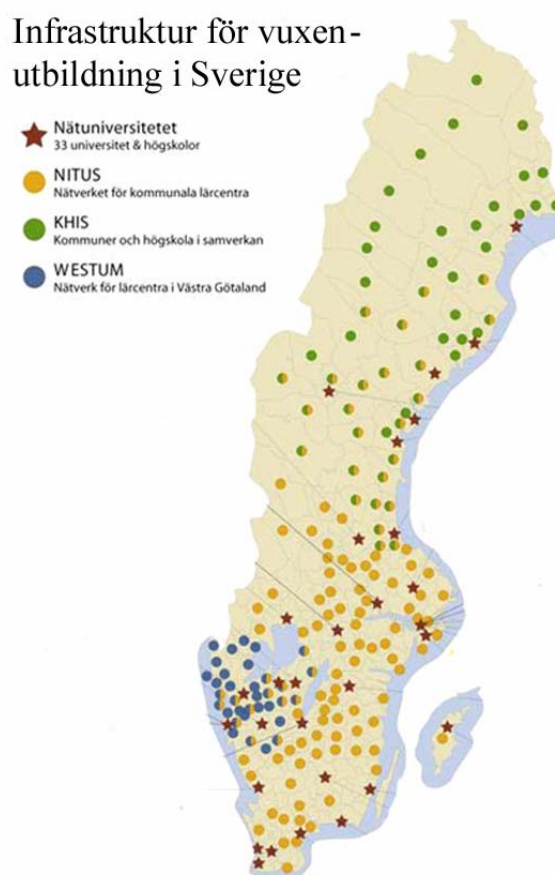 Infrastruktur för vuxen-
utbildning i Sverige
Nätuniversitetet
33 universitet & högskolor
NITUS
Nätverket för kommunala lärcentra
KHIS
Kommuner och högskola i samverkan
WESTUM
Nätverk för lärcentra i Västra Götaland